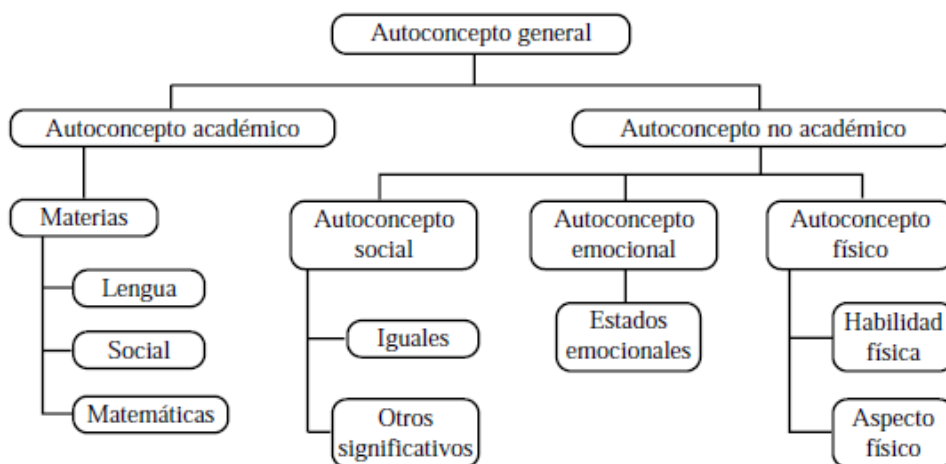 Autoconcepto general
Autoconcepto académico
Autoconcepto no académico
Materias
Autoconcepto
social
Autoconcepto
emocional
Autoconcepto
físico
Lengua
Social
Matemáticas
Iguales
Otros
significativos
Estados
emocionales
Habilidad
física
Aspecto
físico